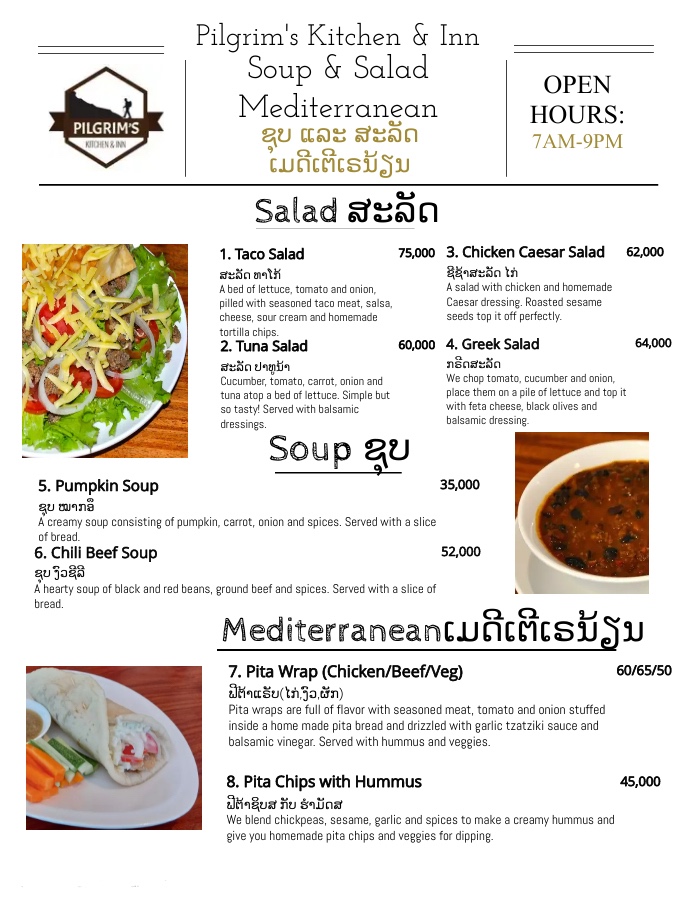 Pilgrim's Kitchen & Inn
Soup & Salad
Mediterranean
ຊຸບ ແລະ ສະລັດ
ເມດີເຕີເຣນ້ຽນ
PILGRIM'S
KITCHEN & INN
OPEN
HOURS:
7AM-9PM
Salad ສະລັດ
1. Taco Salad 75,000
ສະລັດ ທາໂກ້
A bed of lettuce, tomato and onion,
pilled with seasoned taco meat, salsa,
cheese, sour cream and homemade
tortilla chips.
2. Tuna Salad 60,000
ສະລັດ ປາທູນ້າ
Cucumber, tomato, carrot, onion and
tuna atop a bed of lettuce. Simple but
so tasty! Served with balsamic
dressings.
3. Chicken Caesar Salad 62,000
ຊີຊ້າສະລັດ ໄກ່
A salad with chicken and homemade
Caesar dressing. Roasted sesame
seeds top it off perfectly.
4. Greek Salad 64,000
ກຣີດສະລັດ
We chop tomato, cucumber and onion,
place them on a pile of lettuce and top it
with feta cheese, black olives and
balsamic dressing.
Soup ຊຸບ
5. Pumpkin Soup 35,000
ຊຸບ ໝາກອຶ
A creamy soup consisting of pumpkin, carrot, onion and spices. Served with a slice
of bread.
6. Chili Beef Soup 52,000
ຊຸບ ງົວຊີລີ
A hearty soup of black and red beans, ground beef and spices. Served with a slice of
bread.
Mediterraneanເມດີເຕີເຣນ້ຽນ
7. Pita Wrap (Chicken/Beef/Veg) 60/65/50
ຟີຕ້າແຣັບ(ໄກ່,ງົວ,ຜັກ)
Pita wraps are full of flavor with seasoned meat, tomato and onion stuffed
inside a home made pita bread and drizzled with garlic tzatziki sauce and
balsamic vinegar. Served with hummus and veggies.
8. Pita Chips with Hummus 45,000
ຟີຕ້າຊິບສ ກັບ ຮຳມັດສ
We blend chickpeas, sesame, garlic and spices to make a creamy hummus and
give you homemade pita chips and veggies for dipping.